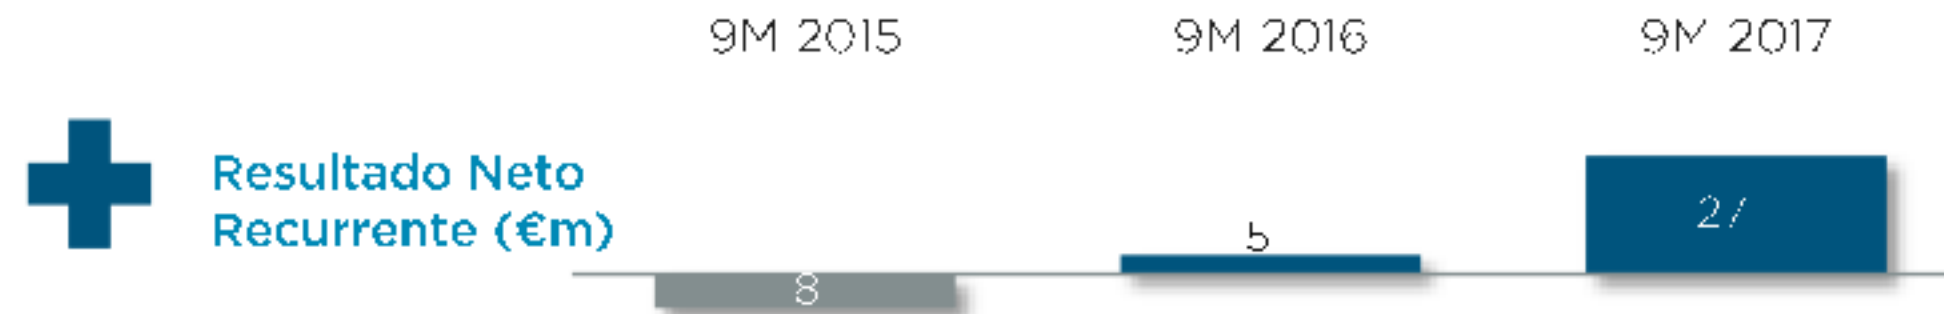 9M 2015 9M 2016 9M 2017
Resultado Neto
Recurrente (€m)
5
27
8